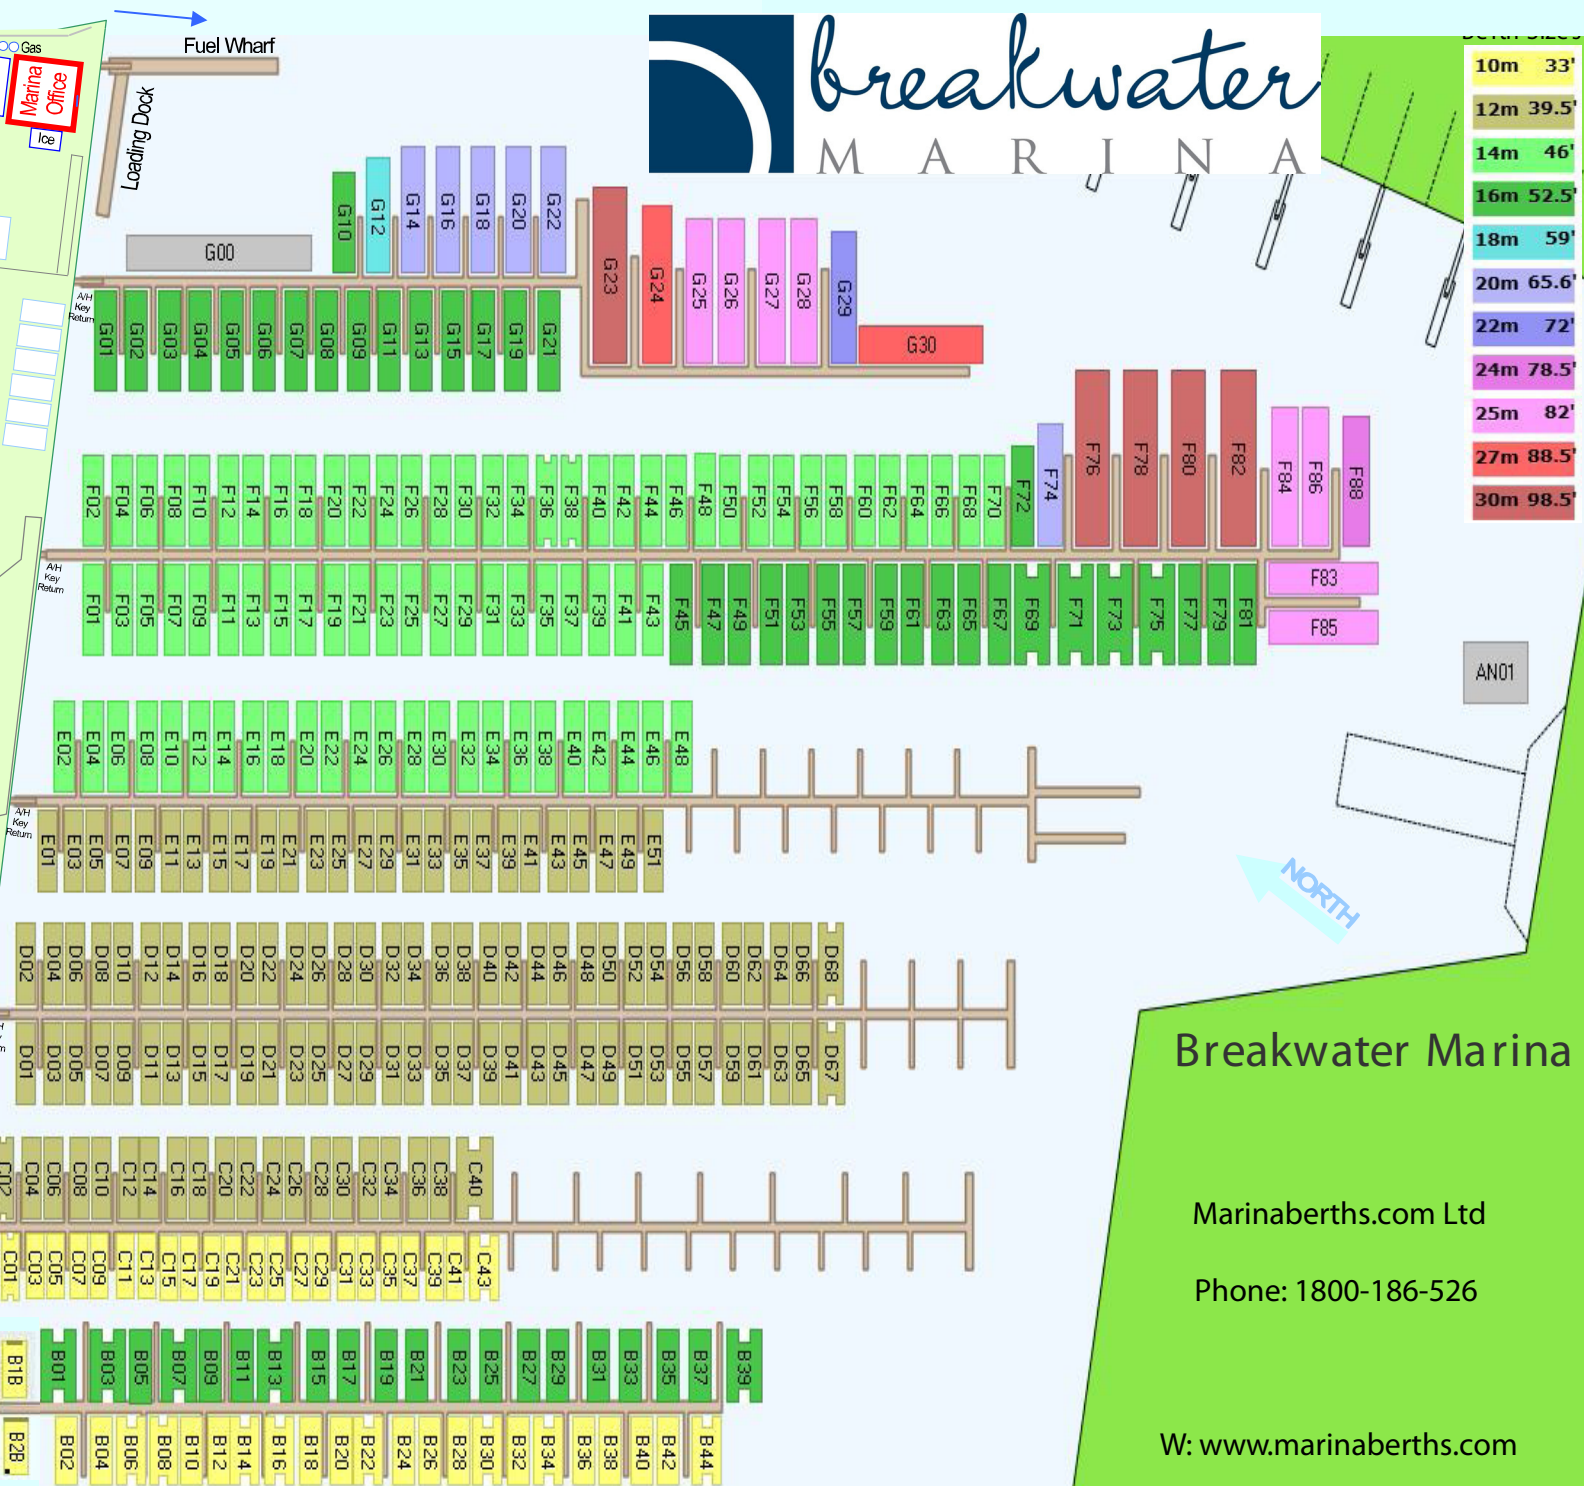 Gas
Marina
Office
Ice
Fuel Wharf
Loading Dock
breakwater
MARINA
10m 33'
12m 39.5'
14m 46'
16m 52.5'
18m 59'
20m 65.6'
22m 72'
24m 78.5'
25m 82'
27m 88.5'
30m 98.5'
G10 G12 G14 G16 G18 G20 G22
G00
G23 G24 G25 G26 G27 G28 G29
G30
A/H
Key
Return
G01 G02 G03 G04 G05 G06 G07 G08 G09 G11 G13 G15 G17 G19 G21
F02 F04 F06 F08 F10 F12 F14 F16 F18 F20 F22 F24 F26 F28 F30 F32 F34 F36 F38 F40 F42 F44 F46 F48 F50 F52 F54 F56 F58 F60 F62 F64 F66 F68 F70 F72 F74 F76 F78 F80 F82 F84 F86 F88
A/H
Key
Return
F01 F03 F05 F07 F09 F11 F13 F15 F17 F19 F21 F23 F25 F27 F29 F31 F33 F35 F37 F39 F41 F43 F45 F47 F49 F51 F53 F55 F57 F59 F61 F63 F65 F67 F69 F71 F73 F75 F77 F79 F81
F83
F85
AN01
E02 E04 E06 E08 E10 E12 E14 E16 E18 E20 E22 E24 E26 E28 E30 E32 E34 E36 E38 E40 E42 E44 E46 E48
A/H
Key
Return
E01 E03 E05 E07 E09 E11 E13 E15 E17 E19 E21 E23 E25 E27 E29 E31 E33 E35 E37 E39 E41 E43 E45 E47 E49 E51
NORTH
D02 D04 D06 D08 D10 D12 D14 D16 D18 D20 D22 D24 D26 D28 D30 D32 D34 D36 D38 D40 D42 D44 D46 D48 D50 D52 D54 D56 D58 D60 D62 D64 D66 D68
D01 D03 D05 D07 D09 D11 D13 D15 D17 D19 D21 D23 D25 D27 D29 D31 D33 D35 D37 D39 D41 D43 D45 D47 D49 D51 D53 D55 D57 D59 D61 D63 D65 D67
Breakwater Marina
C02 C04 C06 C08 C10 C12 C14 C16 C18 C20 C22 C24 C26 C28 C30 C32 C34 C36 C38 C40
C01 C03 C05 C07 C09 C11 C13 C15 C17 C19 C21 C23 C25 C27 C29 C31 C33 C35 C37 C39 C41 C43
Marinaberths.com Ltd
Phone: 1800-186-526
B1B B01 B03 B05 B07 B09 B11 B13 B15 B17 B19 B21 B23 B25 B27 B29 B31 B33 B35 B37 B39
B2B B02 B04 B06 B08 B10 B12 B14 B16 B18 B20 B22 B24 B26 B28 B30 B32 B34 B36 B38 B40 B42 B44
W: www.marinaberths.com